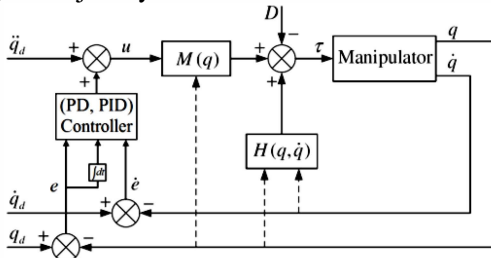 D
q
q̈_d
+
+
u
M(q)
+
−
+
τ
Manipulator
q̇
(PD, PID)
Controller
H(q, q̇)
∫dt
e
ė
q̇_d
+
−
q_d
+
−